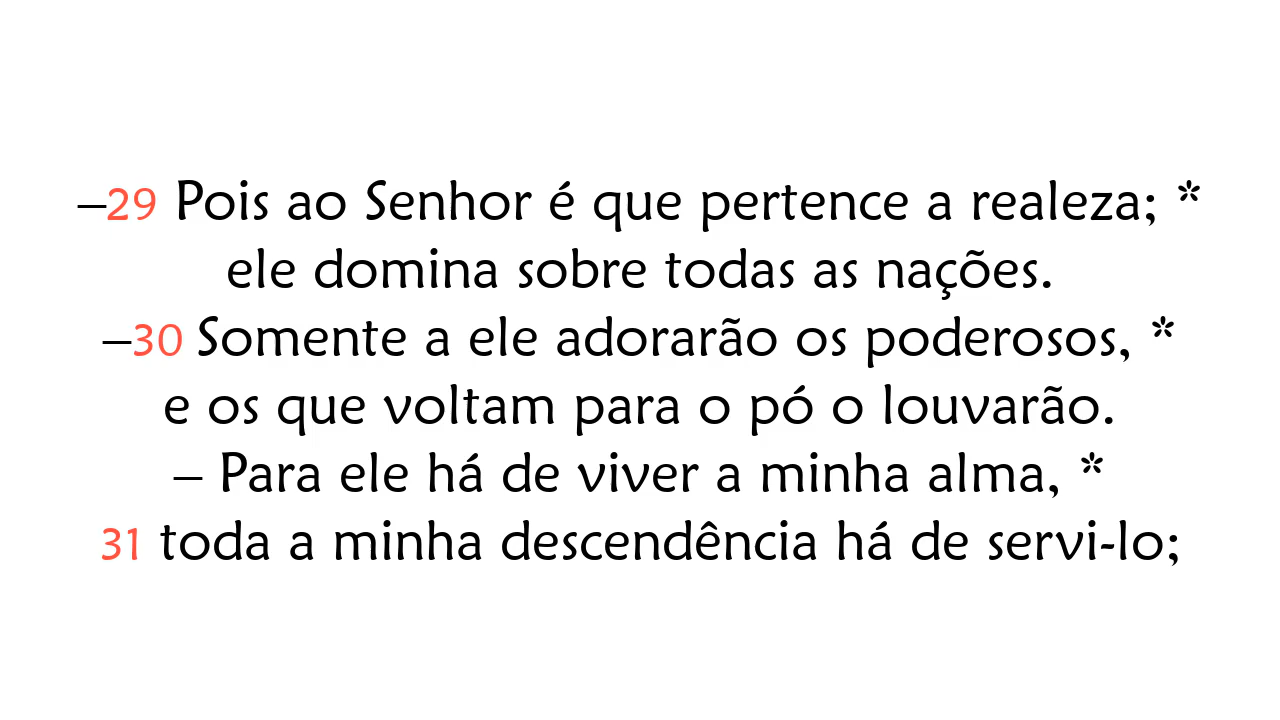 –29 Pois ao Senhor é que pertence a realeza; *
ele domina sobre todas as nações.
–30 Somente a ele adorarão os poderosos, *
e os que voltam para o pó o louvarão.
– Para ele há de viver a minha alma, *
31 toda a minha descendência há de servi-lo;